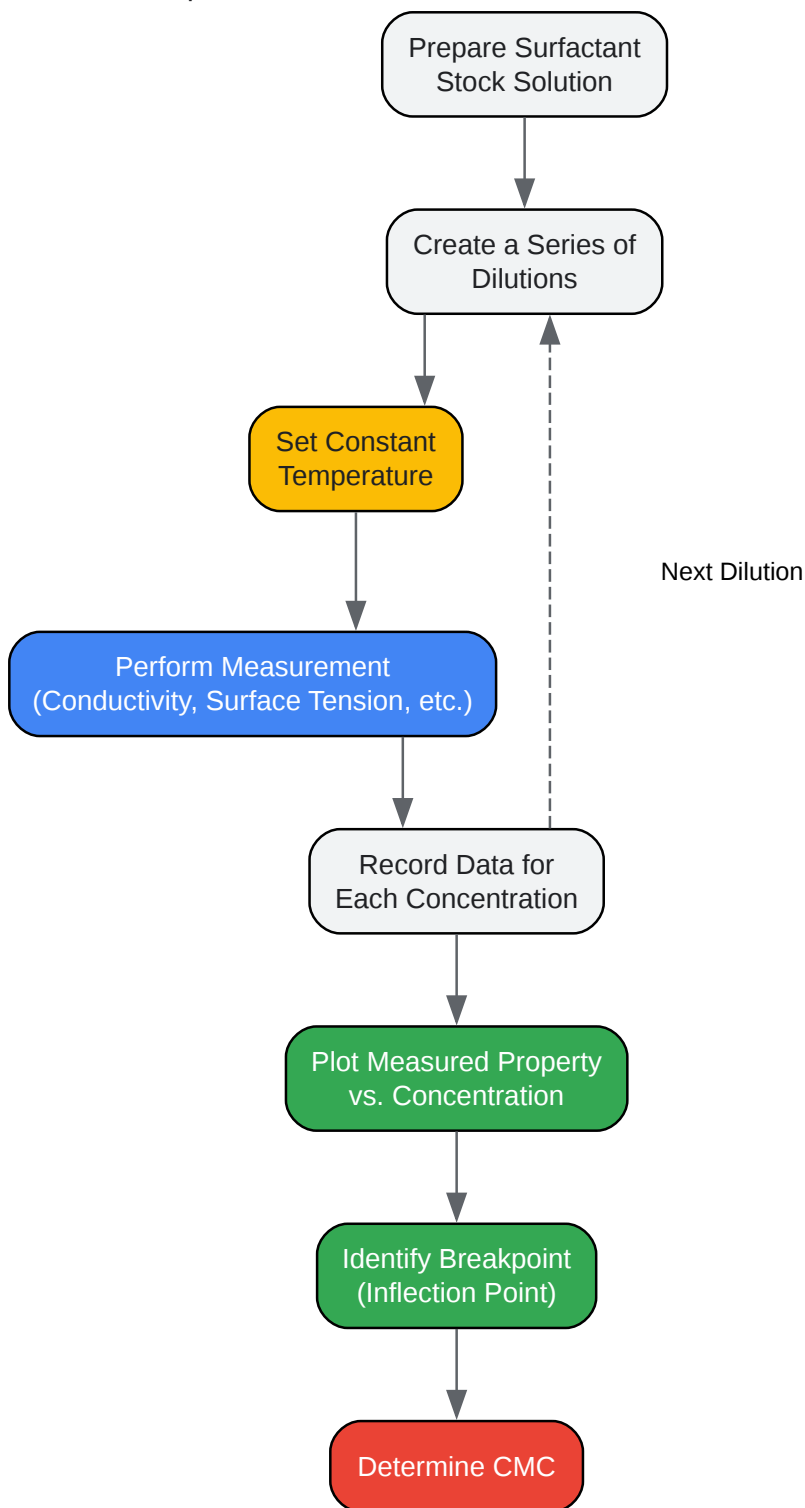 Prepare Surfactant
Stock Solution
Create a Series of
Dilutions
Set Constant
Temperature
Next Dilution
Perform Measurement
(Conductivity, Surface Tension, etc.)
Record Data for
Each Concentration
Plot Measured Property
vs. Concentration
Identify Breakpoint
(Inflection Point)
Determine CMC